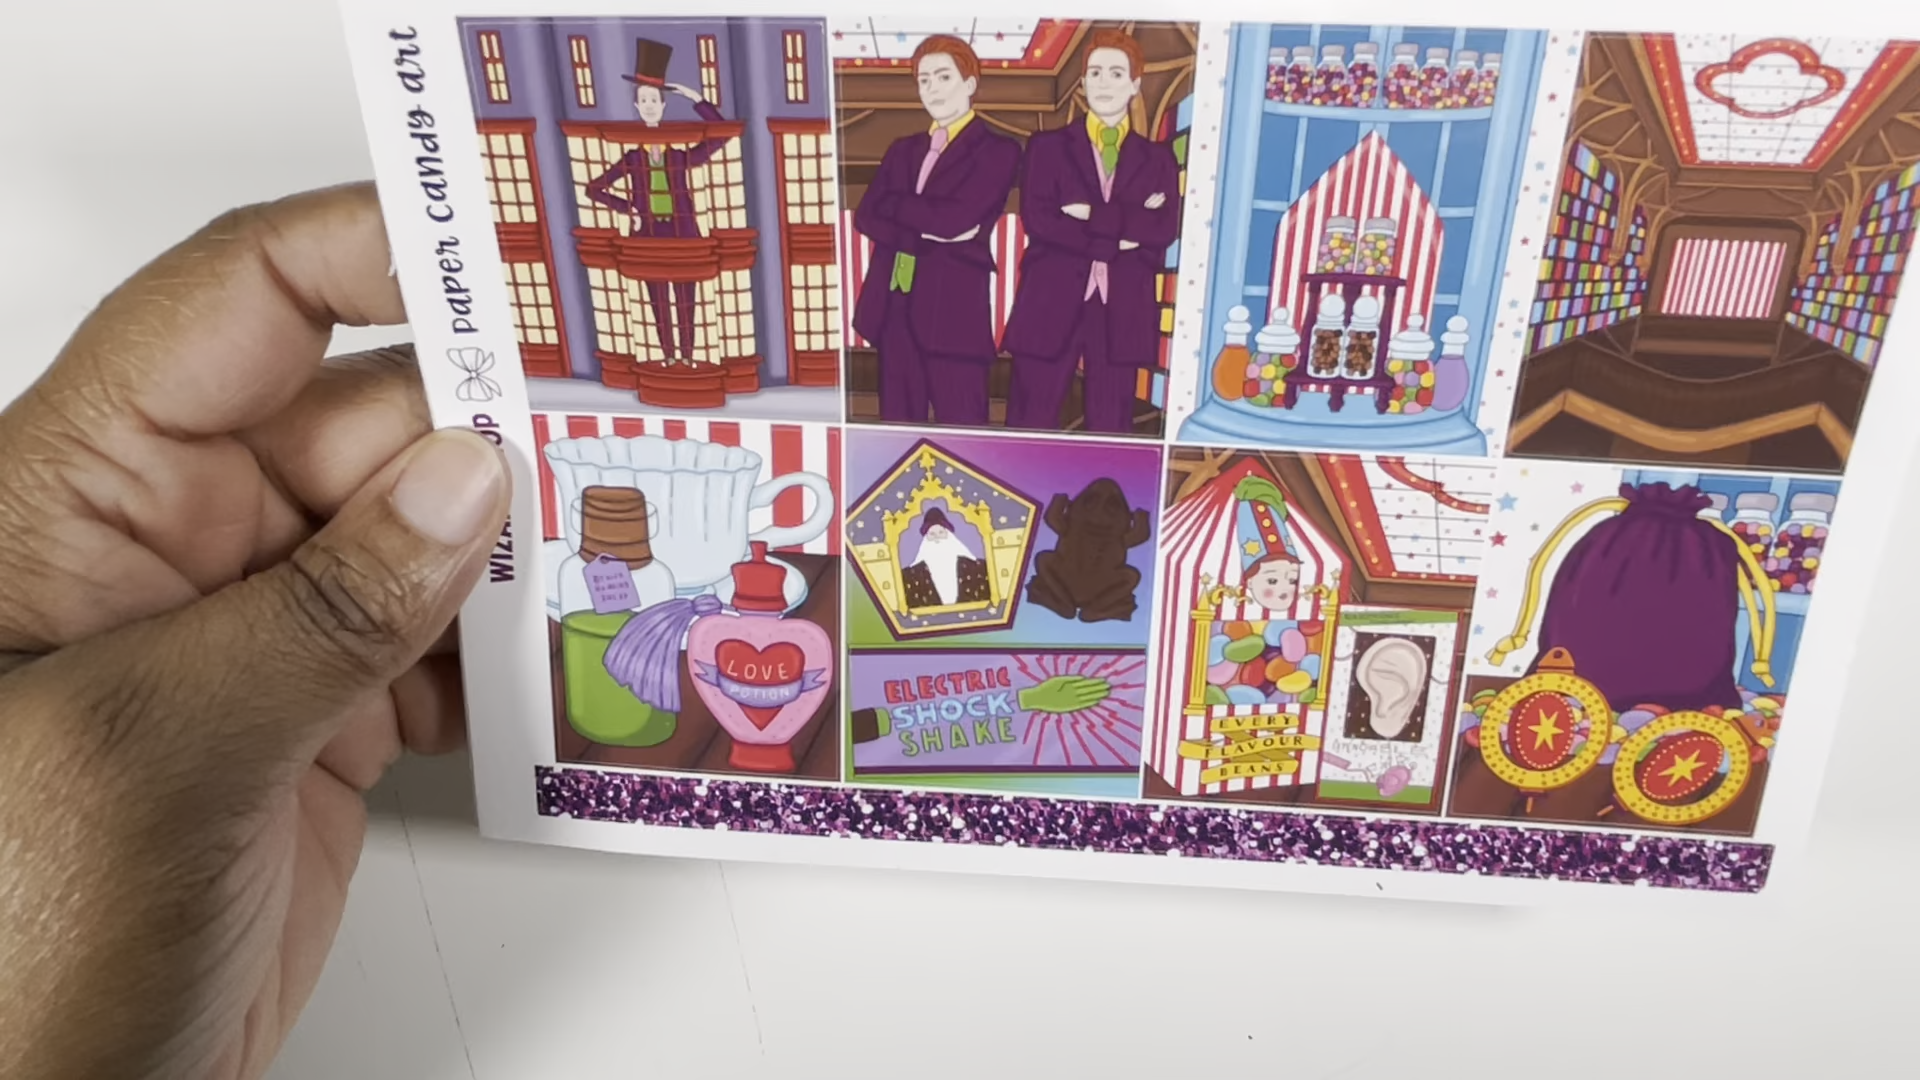 paper candy art
LOVE
POTION
ELECTRIC
SHOCK
SHAKE
EVERY
FLAVOUR
BEANS